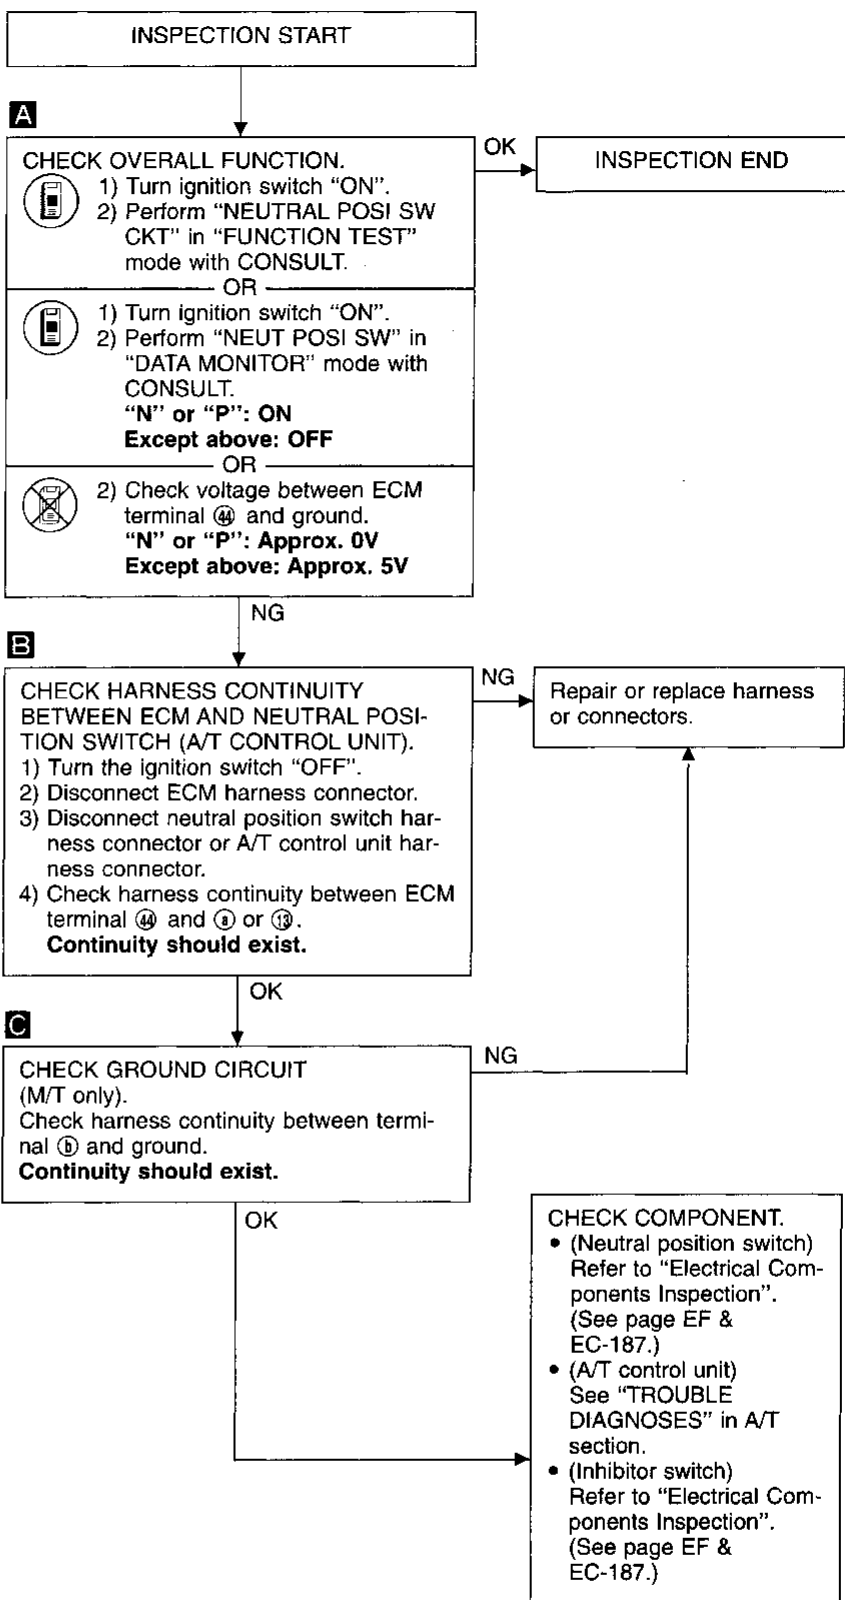 INSPECTION START
A
CHECK OVERALL FUNCTION.
1) Turn ignition switch “ON”.
2) Perform “NEUTRAL POSI SW
CKT” in “FUNCTION TEST”
mode with CONSULT.
OR
1) Turn ignition switch “ON”.
2) Perform “NEUT POSI SW” in
“DATA MONITOR” mode with
CONSULT.
“N” or “P”: ON
Except above: OFF
OR
2) Check voltage between ECM
terminal ㊹ and ground.
“N” or “P”: Approx. 0V
Except above: Approx. 5V
OK
INSPECTION END
NG
B
CHECK HARNESS CONTINUITY
BETWEEN ECM AND NEUTRAL POSI-
TION SWITCH (A/T CONTROL UNIT).
1) Turn the ignition switch “OFF”.
2) Disconnect ECM harness connector.
3) Disconnect neutral position switch har-
ness connector or A/T control unit har-
ness connector.
4) Check harness continuity between ECM
terminal ㊹ and ⓐ or ⑬.
Continuity should exist.
NG
Repair or replace harness
or connectors.
OK
C
CHECK GROUND CIRCUIT
(M/T only).
Check harness continuity between termi-
nal ⓑ and ground.
Continuity should exist.
NG
OK
CHECK COMPONENT.
• (Neutral position switch)
Refer to “Electrical Com-
ponents Inspection”.
(See page EF &
EC-187.)
• (A/T control unit)
See “TROUBLE
DIAGNOSES” in A/T
section.
• (Inhibitor switch)
Refer to “Electrical Com-
ponents Inspection”.
(See page EF &
EC-187.)